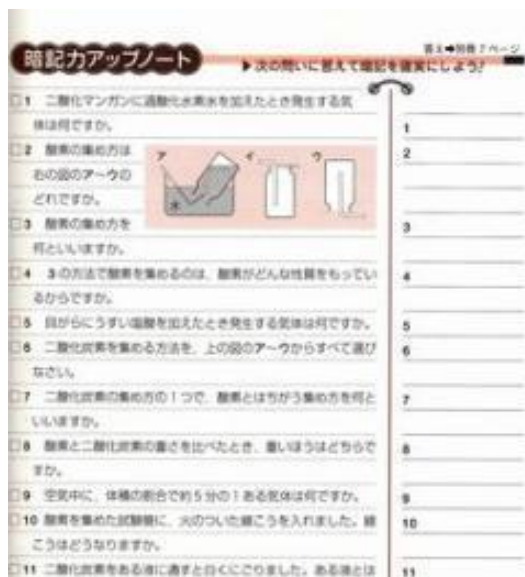 答え➡別冊7ページ
暗記力アップノート
▶次の問いに答えて暗記を確実にしよう!
□1 二酸化マンガンに過酸化水素水を加えたとき発生する気
体は何ですか。
1
□2 酸素の集め方は
右の図のア〜ウの
どれですか。
ア
イ
ウ
水
2
□3 酸素の集め方を
何といいますか。
3
□4 3の方法で酸素を集めるのは、酸素がどんな性質をもってい
るからですか。
4
□5 貝がらにうすい塩酸を加えたとき発生する気体は何ですか。
5
□6 二酸化炭素を集める方法を、上の図のア〜ウからすべて選び
なさい。
6
□7 二酸化炭素の集め方の1つで、酸素とはちがう集め方を何と
いいますか。
7
□8 酸素と二酸化炭素の重さを比べたとき、重いほうはどちらで
すか。
8
□9 空気中に、体積の割合で約5分の1ある気体は何ですか。
9
□10 酸素を集めた試験管に、火のついた線こうを入れました。線
こうはどうなりますか。
10
□11 二酸化炭素をある液に通すと白くにごりました。ある液とは
11